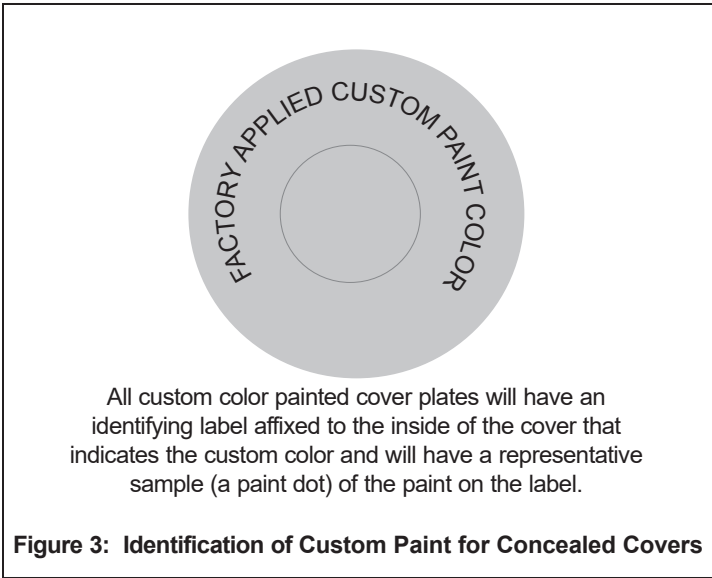 FACTORY APPLIED CUSTOM PAINT COLOR
All custom color painted cover plates will have an
identifying label affixed to the inside of the cover that
indicates the custom color and will have a representative
sample (a paint dot) of the paint on the label.
Figure 3: Identification of Custom Paint for Concealed Covers